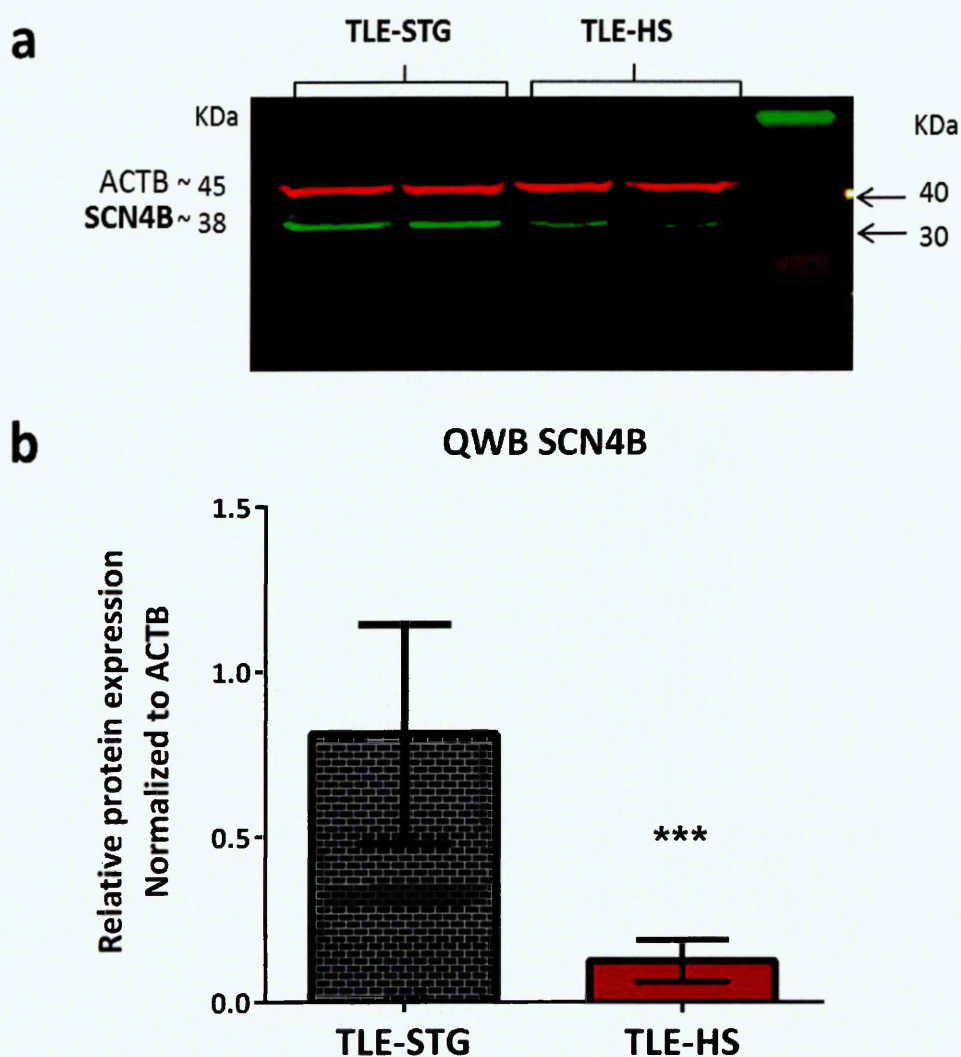 a
TLE-STG TLE-HS
KDa KDa
ACTB ~ 45 40
SCN4B ~ 38 30
b
QWB SCN4B
Relative protein expression
Normalized to ACTB
1.5
1.0
0.5
0.0
***
TLE-STG TLE-HS